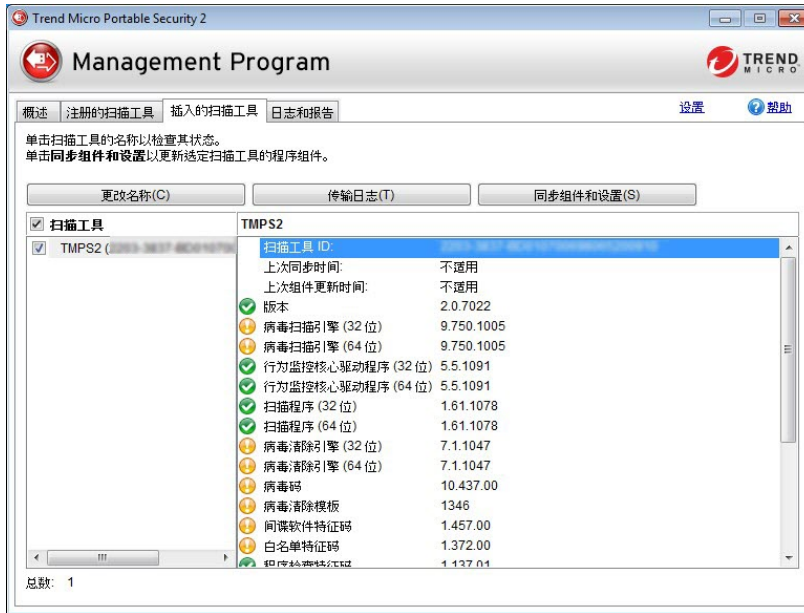 Trend Micro Portable Security 2
Management Program
TREND
MICRO
概述 注册的扫描工具 插入的扫描工具 日志和报告 设置 帮助
单击扫描工具的名称以检查其状态。
单击同步组件和设置以更新选定扫描工具的程序组件。
更改名称(C) 传输日志(T) 同步组件和设置(S)
扫描工具 TMPS2
TMPS2 (
扫描工具 ID:
上次同步时间: 不适用
上次组件更新时间: 不适用
版本 2.0.7022
病毒扫描引擎 (32 位) 9.750.1005
病毒扫描引擎 (64 位) 9.750.1005
行为监控核心驱动程序 (32 位) 5.5.1091
行为监控核心驱动程序 (64 位) 5.5.1091
扫描程序 (32 位) 1.61.1078
扫描程序 (64 位) 1.61.1078
病毒清除引擎 (32 位) 7.1.1047
病毒清除引擎 (64 位) 7.1.1047
病毒码 10.437.00
病毒清除模板 1346
间谍软件特征码 1.457.00
白名单特征码 1.372.00
程序检查特征码 1.137.01
总数: 1